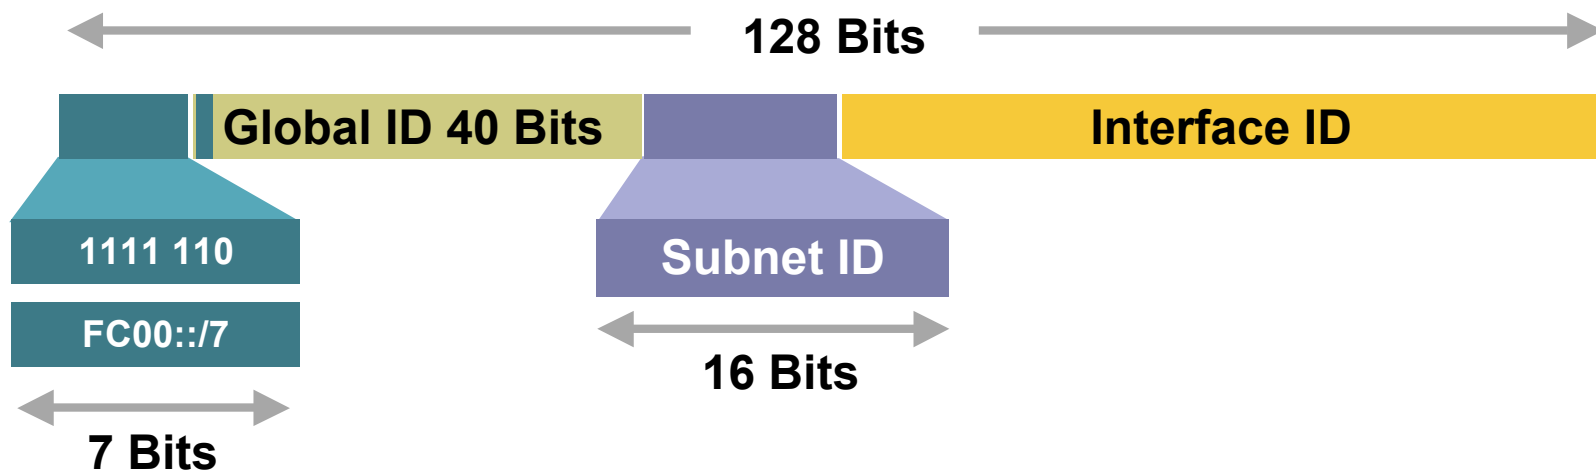 128 Bits
Global ID 40 Bits
Interface ID
1111 110
Subnet ID
FC00::/7
16 Bits
7 Bits